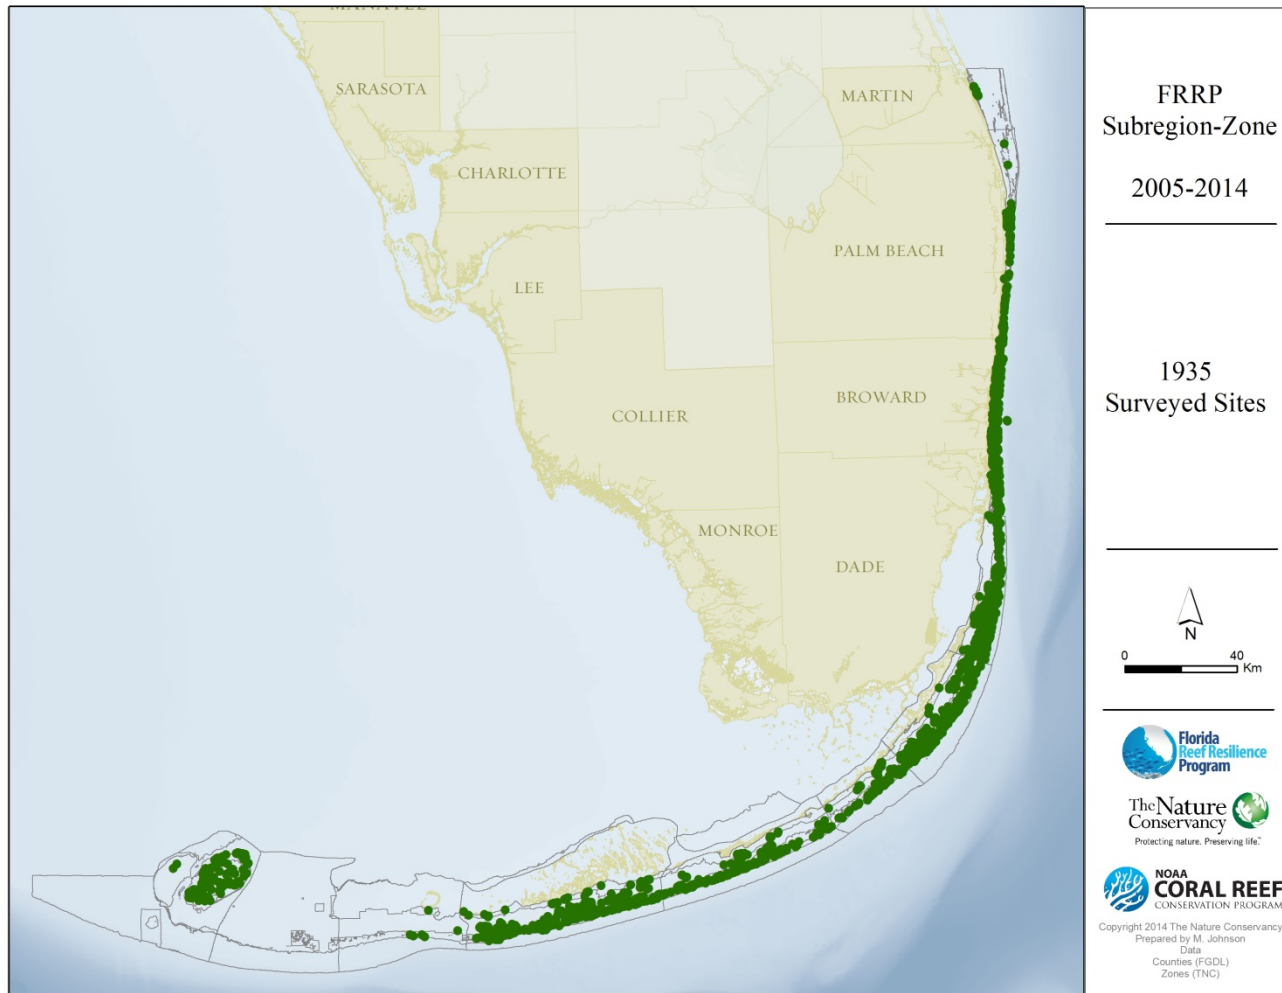 MANATEE
SARASOTA
CHARLOTTE
LEE
MARTIN
PALM BEACH
BROWARD
COLLIER
MONROE
DADE
FRRP
Subregion-Zone
2005-2014
1935
Surveyed Sites
N
0 40
Km
Florida
Reef Resilience
Program
The Nature
Conservancy
Protecting nature. Preserving life.™
NOAA
CORAL REEF
CONSERVATION PROGRAM
Copyright 2014 The Nature Conservancy
Prepared by M. Johnson
Data
Counties (FGDL)
Zones (TNC)